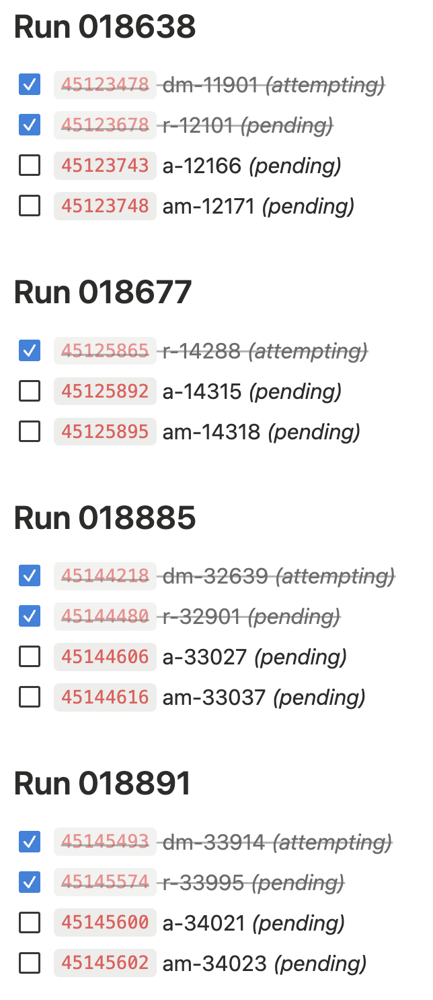 Run 018638
45123478 dm-11901 (attempting)
45123678 r-12101 (pending)
45123743 a-12166 (pending)
45123748 am-12171 (pending)
Run 018677
45125865 r-14288 (attempting)
45125892 a-14315 (pending)
45125895 am-14318 (pending)
Run 018885
45144218 dm-32639 (attempting)
45144480 r-32901 (pending)
45144606 a-33027 (pending)
45144616 am-33037 (pending)
Run 018891
45145493 dm-33914 (attempting)
45145574 r-33995 (pending)
45145600 a-34021 (pending)
45145602 am-34023 (pending)